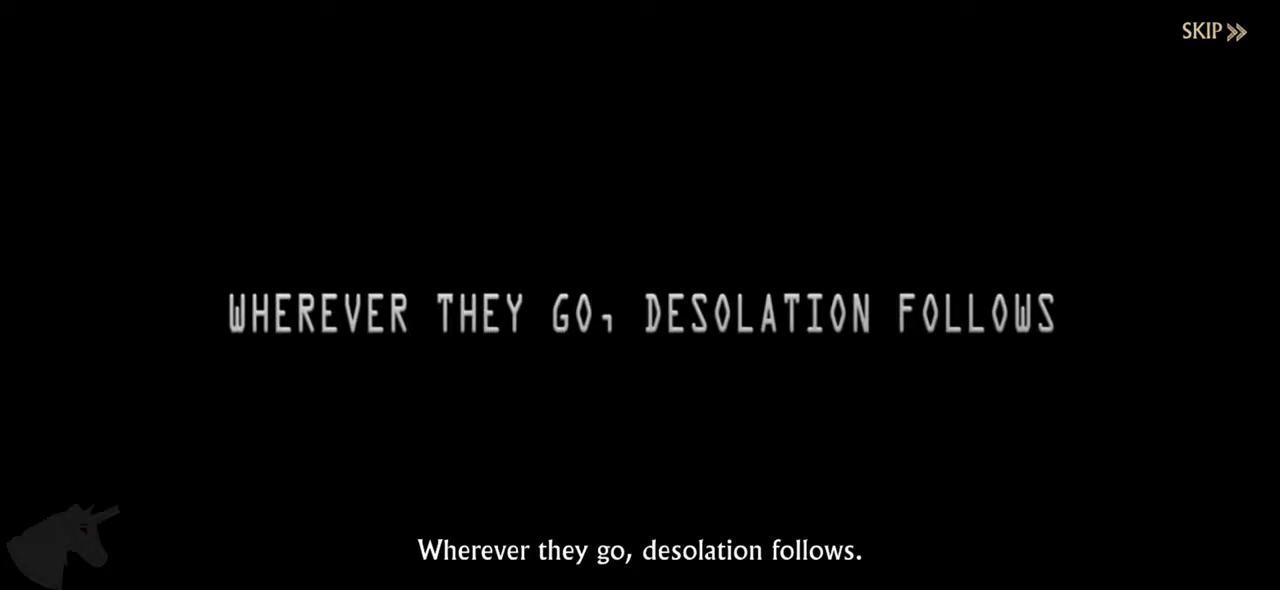 SKIP
WHEREVER THEY GO, DESOLATION FOLLOWS
Wherever they go, desolation follows.